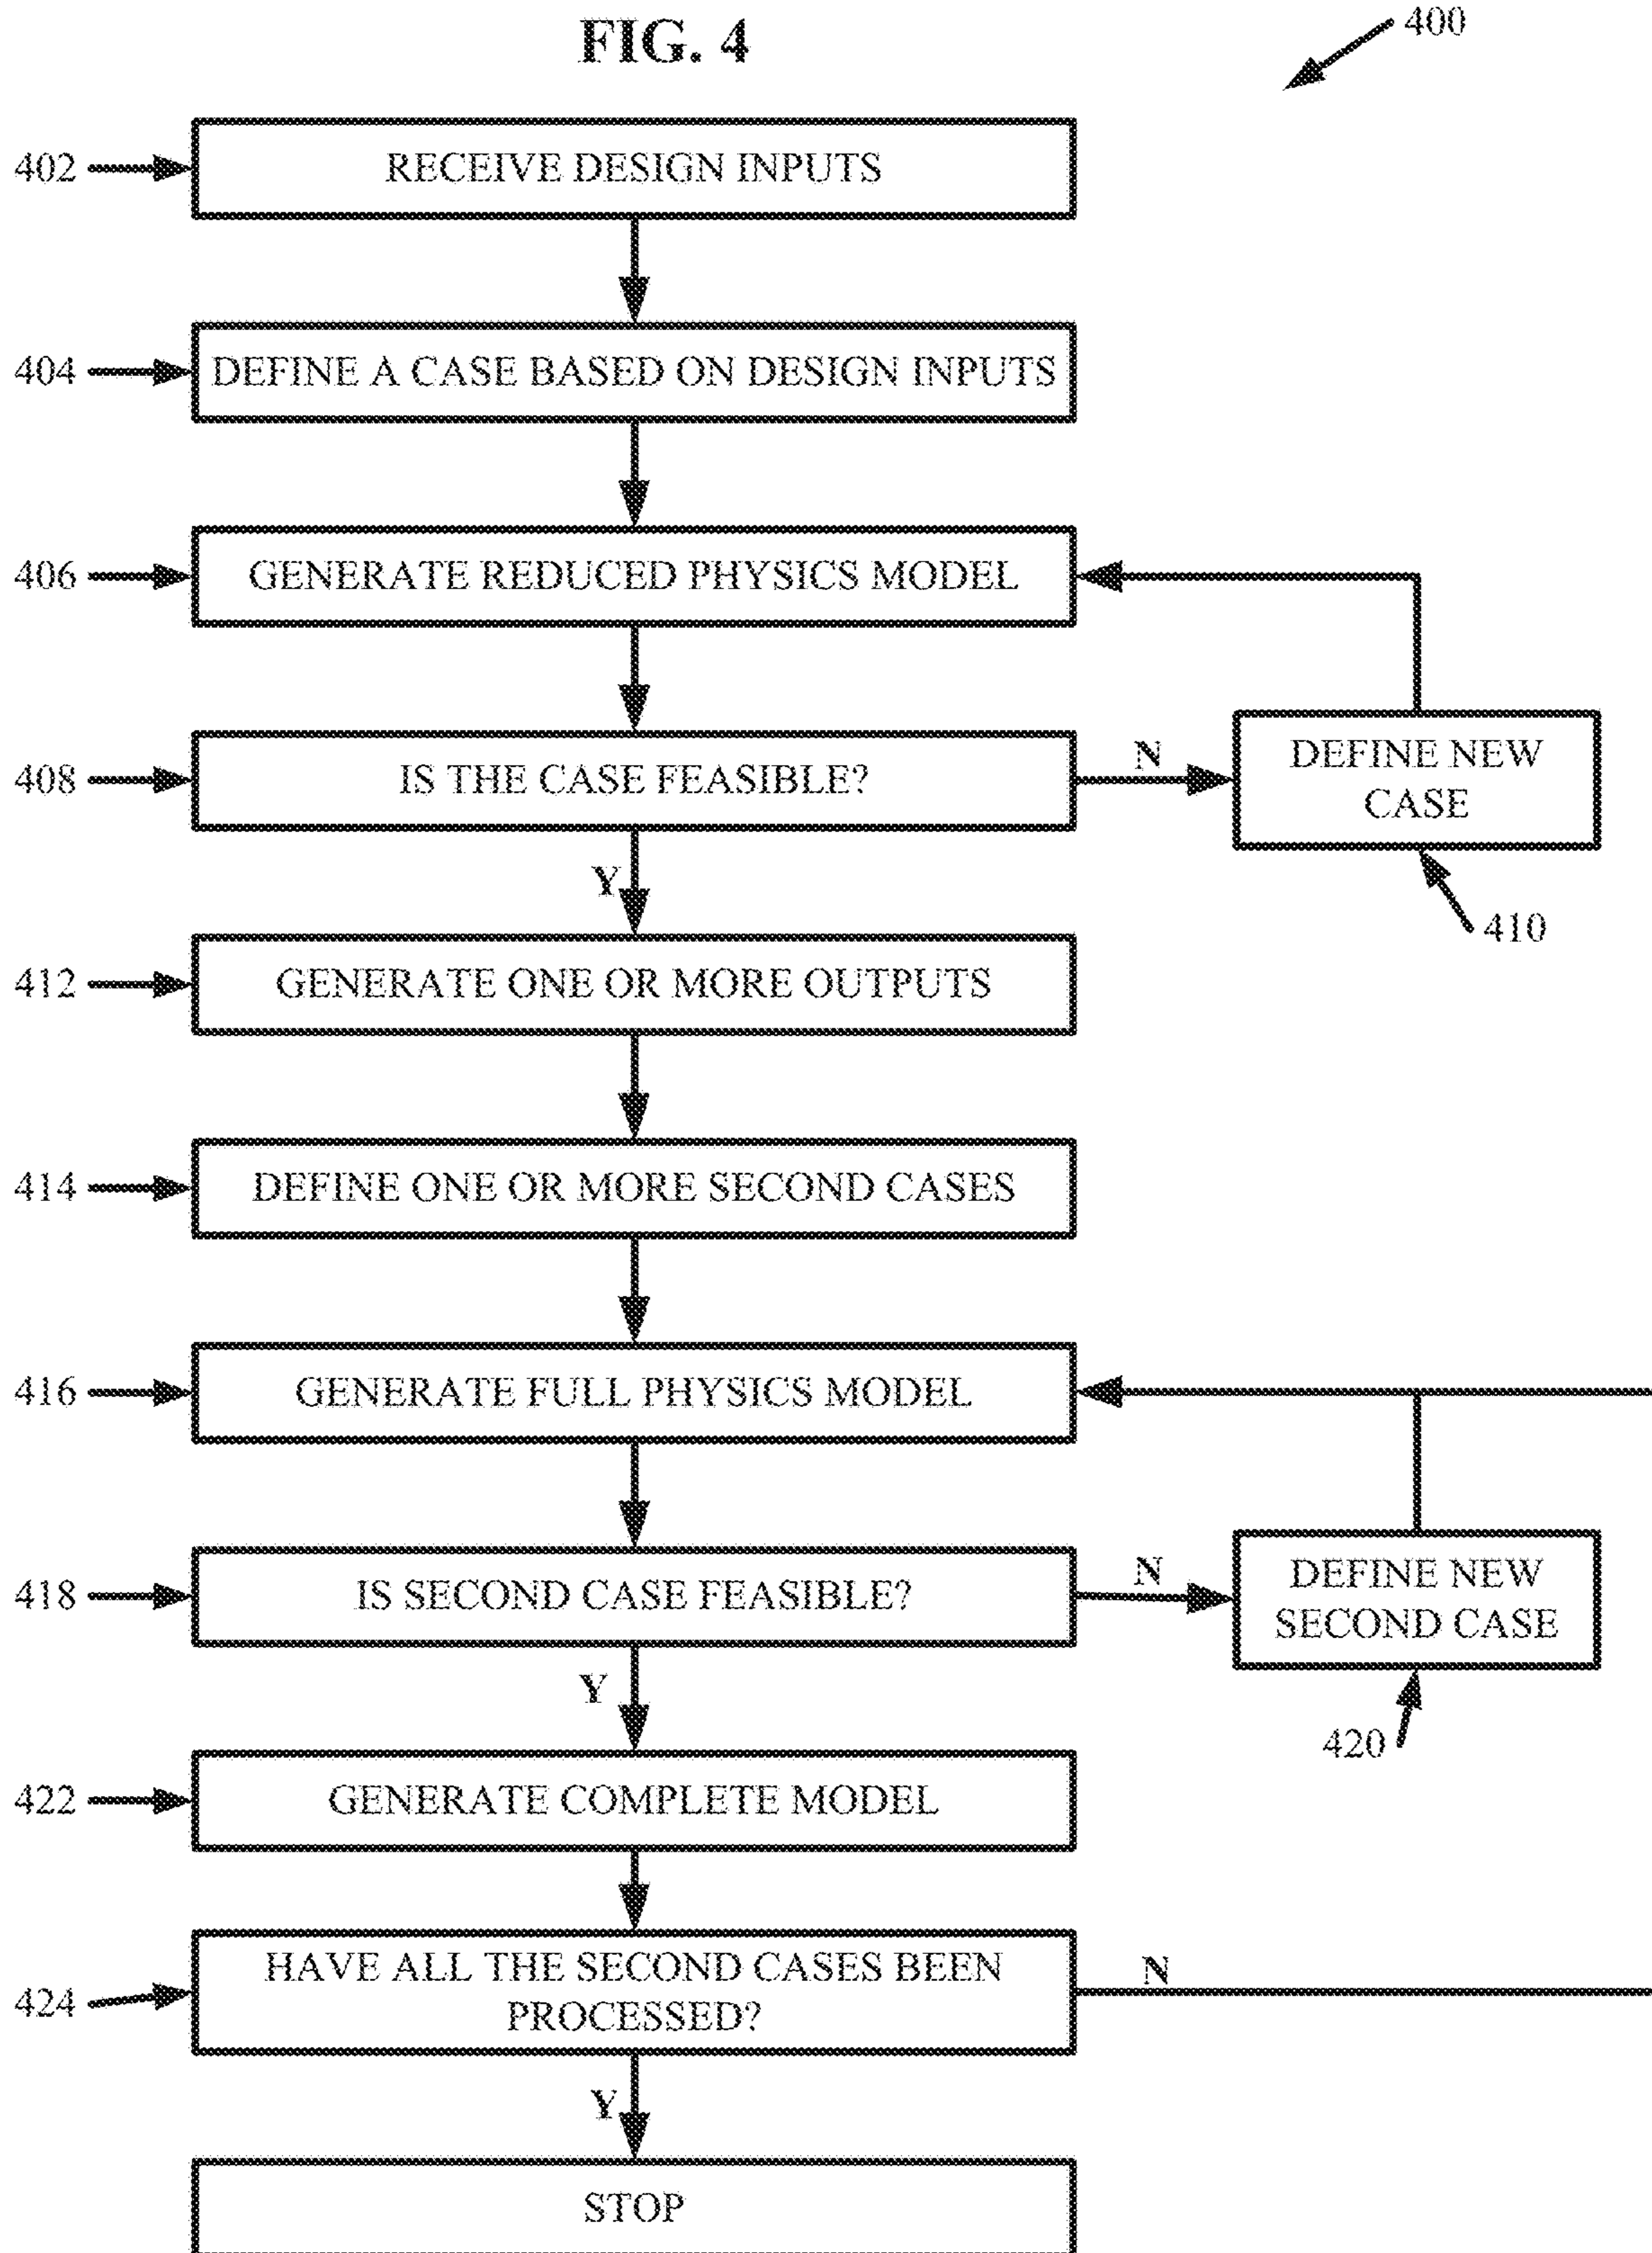 FIG. 4
400
402
RECEIVE DESIGN INPUTS
404
DEFINE A CASE BASED ON DESIGN INPUTS
406
GENERATE REDUCED PHYSICS MODEL
408
IS THE CASE FEASIBLE?
N
DEFINE NEW
CASE
410
Y
412
GENERATE ONE OR MORE OUTPUTS
414
DEFINE ONE OR MORE SECOND CASES
416
GENERATE FULL PHYSICS MODEL
418
IS SECOND CASE FEASIBLE?
N
DEFINE NEW
SECOND CASE
420
Y
422
GENERATE COMPLETE MODEL
424
HAVE ALL THE SECOND CASES BEEN
PROCESSED?
N
Y
STOP